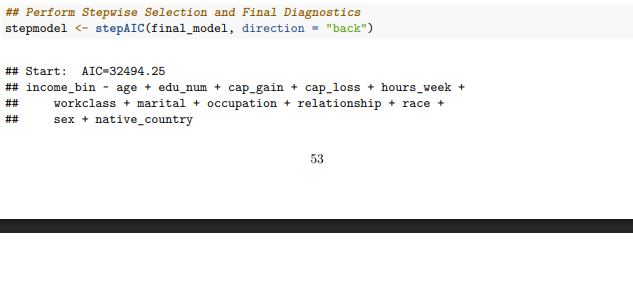 ## Perform Stepwise Selection and Final Diagnostics
stepmodel <- stepAIC(final_model, direction = "back")
## Start:  AIC=32494.25
## income_bin ~ age + edu_num + cap_gain + cap_loss + hours_week +
##     workclass + marital + occupation + relationship + race +
##     sex + native_country
53